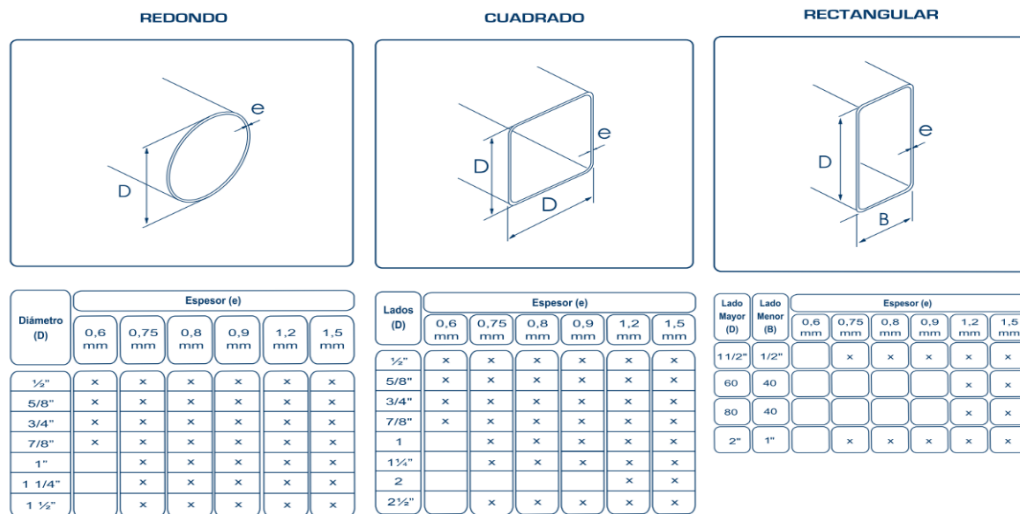 REDONDO
e
D
Diámetro (D) Espesor (e)
0,6 mm 0,75 mm 0,8 mm 0,9 mm 1,2 mm 1,5 mm
½" x x x x x x
5/8" x x x x x x
3/4" x x x x x x
7/8" x x x x x x
1" x x x x x
1 1/4" x x x x x
1 ½" x x x x x
CUADRADO
e
D
D
Lados (D) Espesor (e)
0,6 mm 0,75 mm 0,8 mm 0,9 mm 1,2 mm 1,5 mm
½" x x x x x x
5/8" x x x x x x
3/4" x x x x x x
7/8" x x x x x x
1 x x x x x
1¼" x x x x x
2 x x
2½" x x x x x
RECTANGULAR
e
D
B
Lado Mayor (D) Lado Menor (B) Espesor (e)
0,6 mm 0,75 mm 0,8 mm 0,9 mm 1,2 mm 1,5 mm
11/2" 1/2" x x x x x
60 40 x x
80 40 x x
2" 1" x x x x x